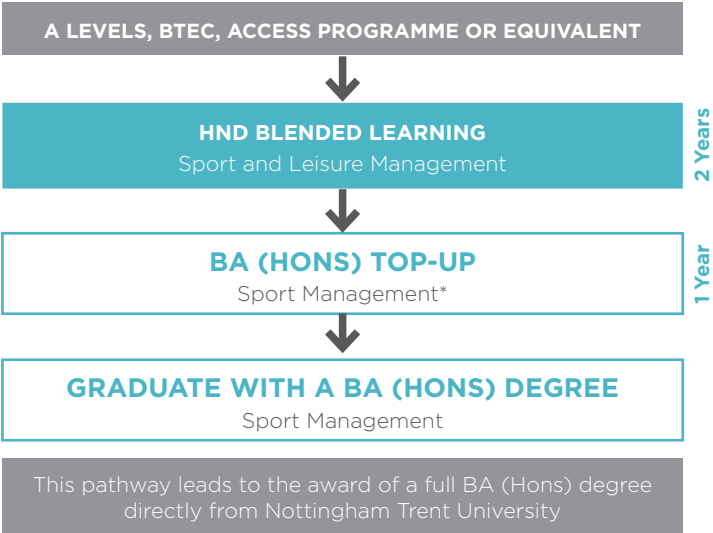 A LEVELS, BTEC, ACCESS PROGRAMME OR EQUIVALENT
HND BLENDED LEARNING
Sport and Leisure Management
2 Years
BA (HONS) TOP-UP
Sport Management*
1 Year
GRADUATE WITH A BA (HONS) DEGREE
Sport Management
This pathway leads to the award of a full BA (Hons) degree
directly from Nottingham Trent University